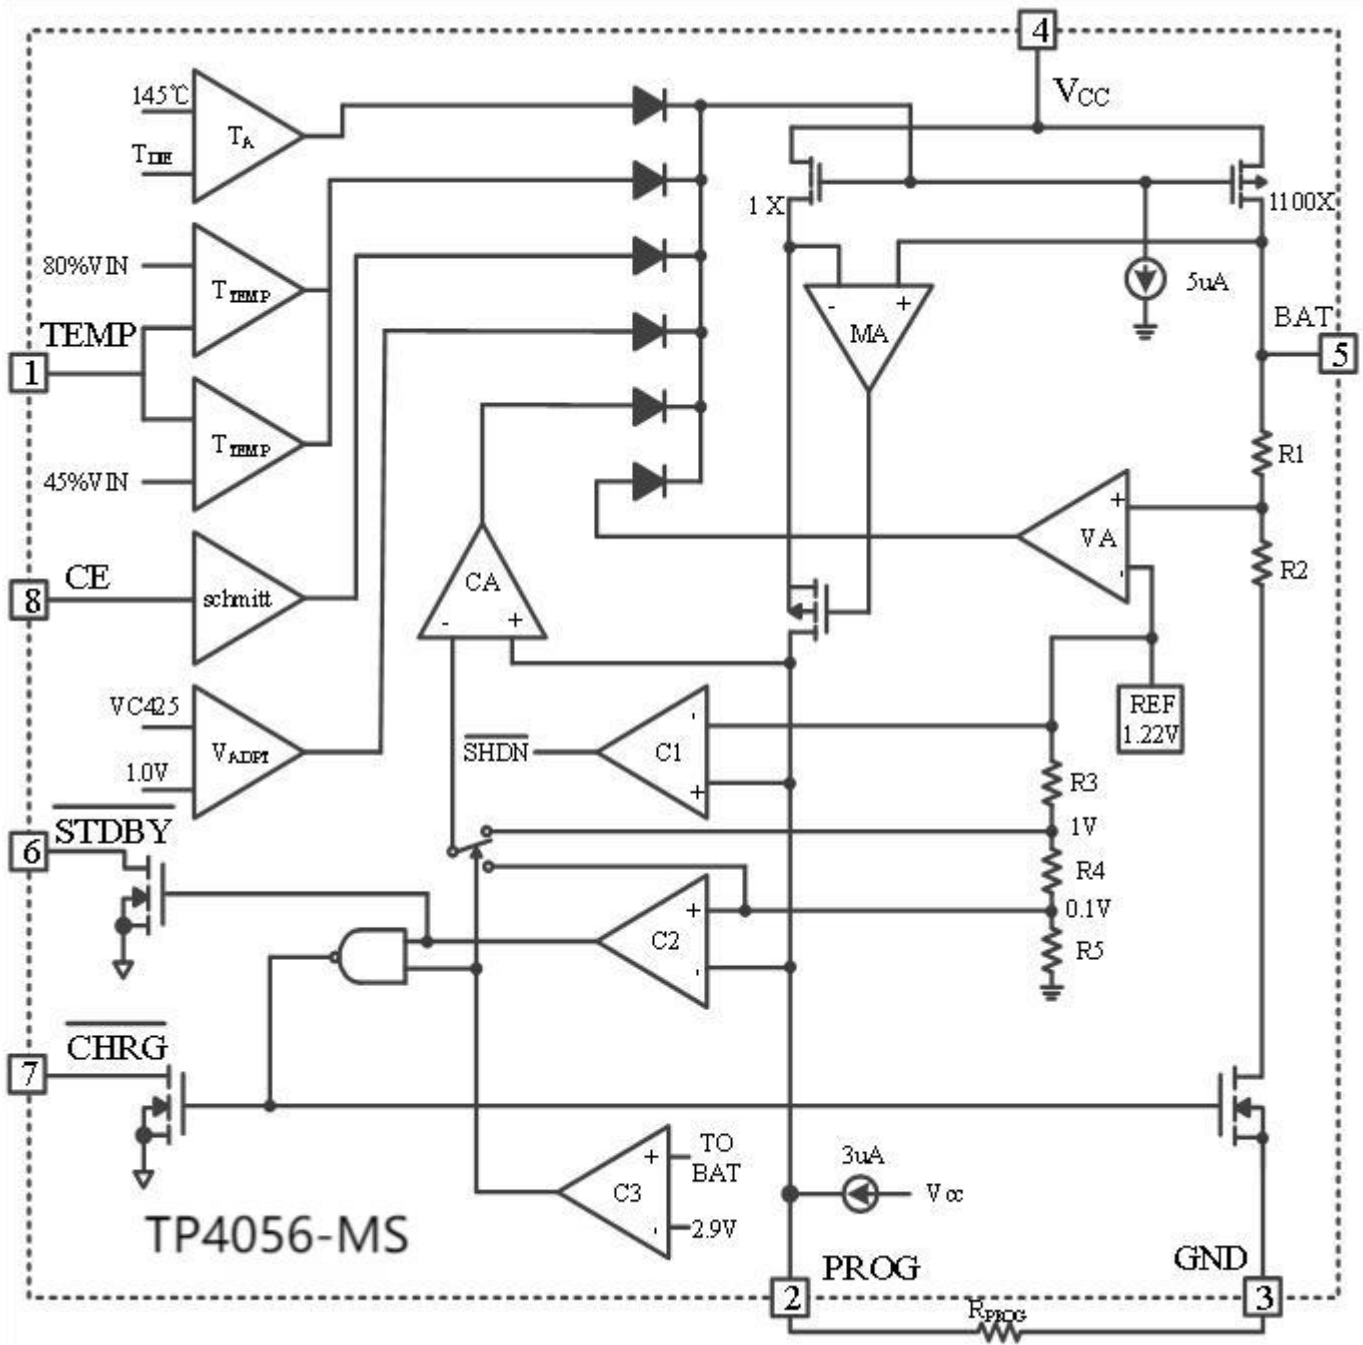 4
VCC
145℃
TA
TDIE
1 X
1100X
80%VIN
TTEMP
5uA
TEMP
- +
MA
BAT
1
5
TTEMP
45%VIN
R1
+
VA
-
R2
CE
8
schmitt
CA
- +
VC425
VADPT
1.0V
SHDN
-
C1
+
REF
1.22V
R3
STDBY
6
1V
R4
+
C2
-
0.1V
R5
CHRG
7
TO
BAT
+
C3
-
2.9V
3uA
Vcc
TP4056-MS
PROG
GND
2
3
RPROG